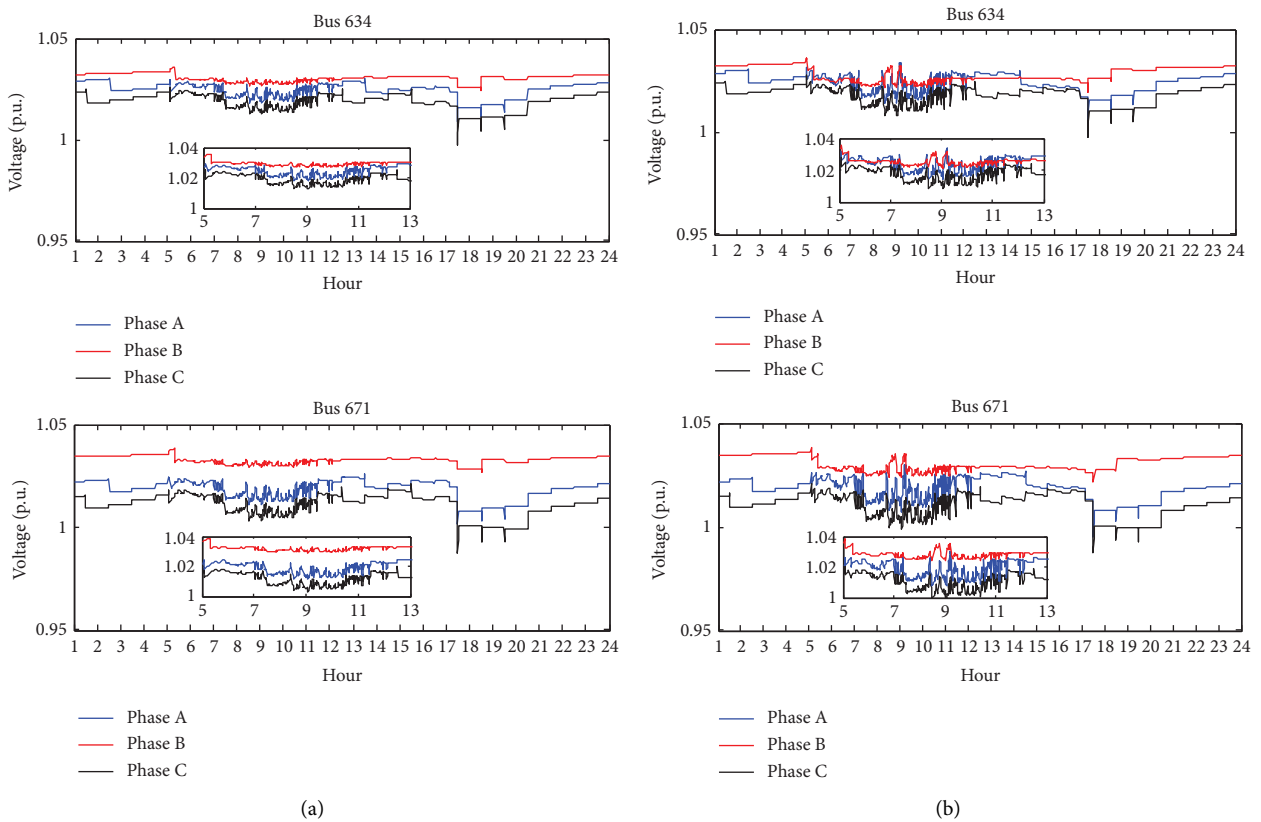 Bus 634
1.05
1
0.95
Voltage (p.u.)
1.04
1.02
1
5 7 9 11 13
1 2 3 4 5 6 7 8 9 10 11 12 13 14 15 16 17 18 19 20 21 22 23 24
Hour
Phase A
Phase B
Phase C
Bus 671
1.05
1
0.95
Voltage (p.u.)
1.04
1.02
1
5 7 9 11 13
1 2 3 4 5 6 7 8 9 10 11 12 13 14 15 16 17 18 19 20 21 22 23 24
Hour
Phase A
Phase B
Phase C
(a)
Bus 634
1.05
1
0.95
Voltage (p.u.)
1.04
1.02
1
5 7 9 11 13
1 2 3 4 5 6 7 8 9 10 11 12 13 14 15 16 17 18 19 20 21 22 23 24
Hour
Phase A
Phase B
Phase C
Bus 671
1.05
1
0.95
Voltage (p.u.)
1.04
1.02
1
5 7 9 11 13
1 2 3 4 5 6 7 8 9 10 11 12 13 14 15 16 17 18 19 20 21 22 23 24
Hour
Phase A
Phase B
Phase C
(b)